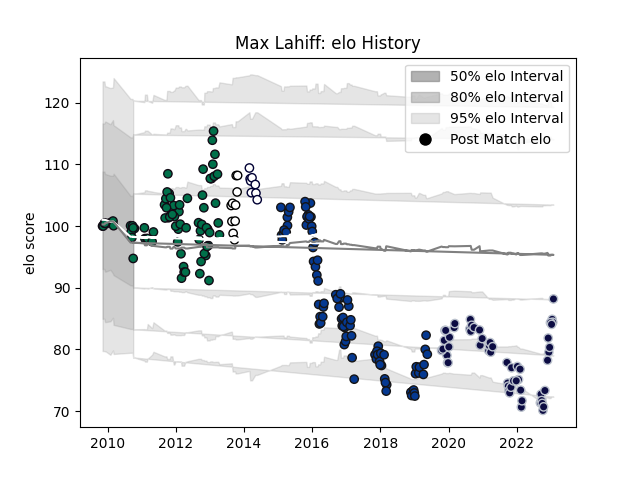 Max Lahiff: elo History
50% elo Interval
80% elo Interval
95% elo Interval
Post Match elo
elo score
120
110
100
90
80
70
2010 2012 2014 2016 2018 2020 2022